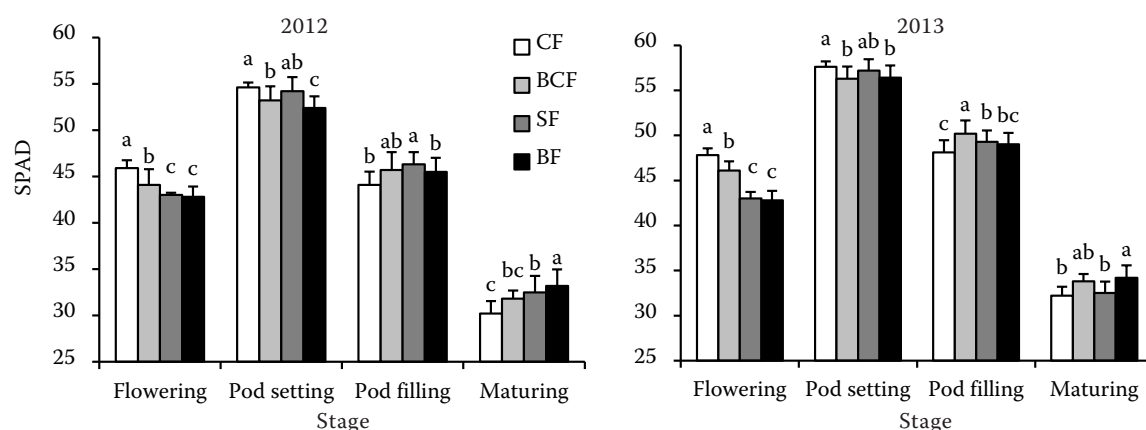 2012
SPAD
60
55
50
45
40
35
30
25
a b c c
a b ab c
b ab a b
c bc b a
CF
BCF
SF
BF
Flowering Pod setting Pod filling Maturing
Stage
2013
60
55
50
45
40
35
30
25
a b c c
a b ab b
c a b bc
b ab b a
Flowering Pod setting Pod filling Maturing
Stage